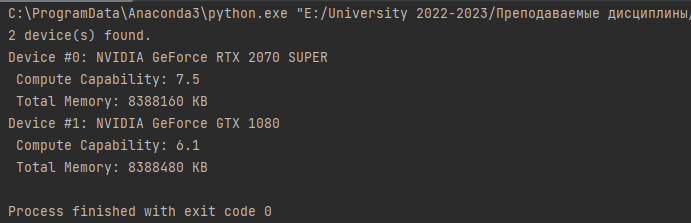 C:\ProgramData\Anaconda3\python.exe "E:/University 2022-2023/Преподаваемые дисциплины/
2 device(s) found.
Device #0: NVIDIA GeForce RTX 2070 SUPER
Compute Capability: 7.5
Total Memory: 8388160 KB
Device #1: NVIDIA GeForce GTX 1080
Compute Capability: 6.1
Total Memory: 8388480 KB
Process finished with exit code 0